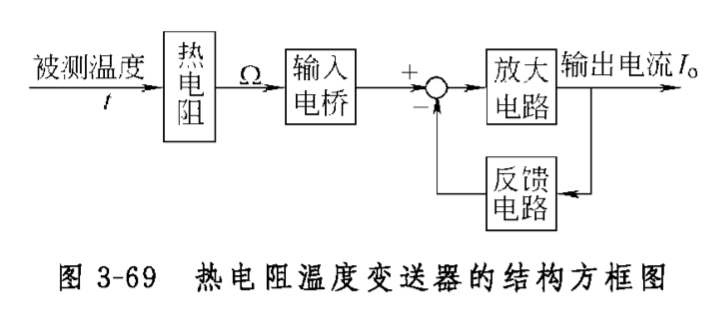 被测温度
t
热电阻
Ω
输入电桥
+
−
放大电路
输出电流 Io
反馈电路
图 3-69 热电阻温度变送器的结构方框图